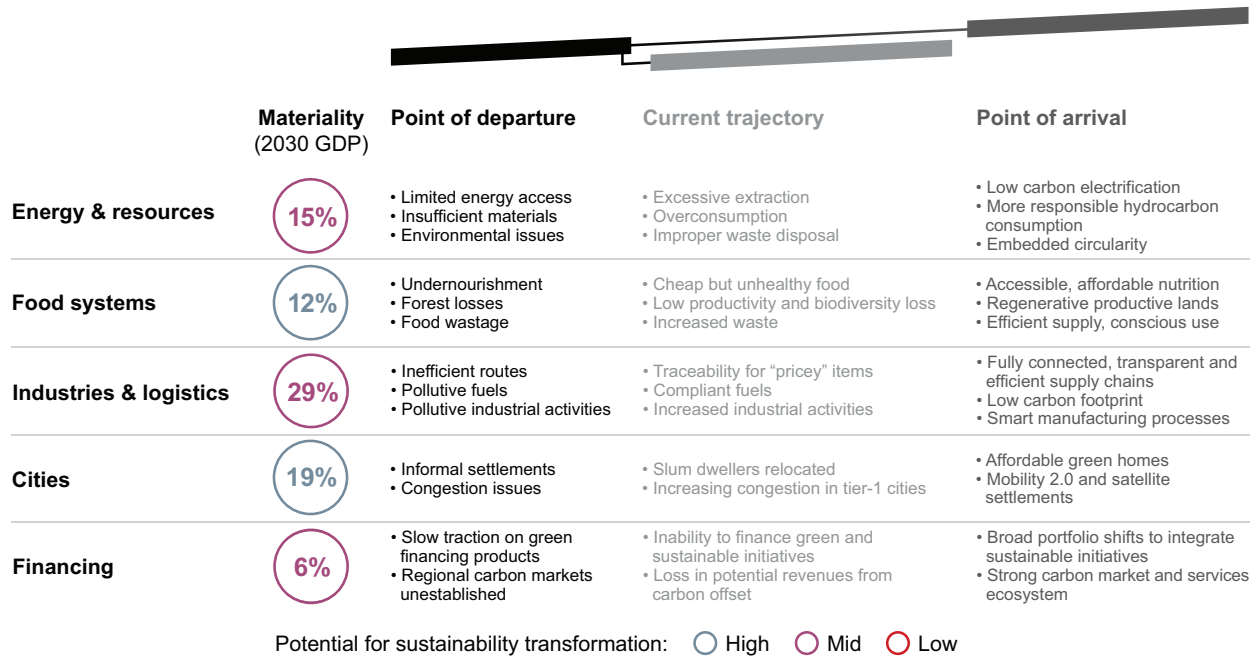 Materiality
(2030 GDP)
Point of departure
Current trajectory
Point of arrival
Energy & resources
15%
• Limited energy access
• Insufficient materials
• Environmental issues
• Excessive extraction
• Overconsumption
• Improper waste disposal
• Low carbon electrification
• More responsible hydrocarbon
consumption
• Embedded circularity
Food systems
12%
• Undernourishment
• Forest losses
• Food wastage
• Cheap but unhealthy food
• Low productivity and biodiversity loss
• Increased waste
• Accessible, affordable nutrition
• Regenerative productive lands
• Efficient supply, conscious use
Industries & logistics
29%
• Inefficient routes
• Pollutive fuels
• Pollutive industrial activities
• Traceability for “pricey” items
• Compliant fuels
• Increased industrial activities
• Fully connected, transparent and
efficient supply chains
• Low carbon footprint
• Smart manufacturing processes
Cities
19%
• Informal settlements
• Congestion issues
• Slum dwellers relocated
• Increasing congestion in tier-1 cities
• Affordable green homes
• Mobility 2.0 and satellite
settlements
Financing
6%
• Slow traction on green
financing products
• Regional carbon markets
unestablished
• Inability to finance green and
sustainable initiatives
• Loss in potential revenues from
carbon offset
• Broad portfolio shifts to integrate
sustainable initiatives
• Strong carbon market and services
ecosystem
Potential for sustainability transformation: High Mid Low